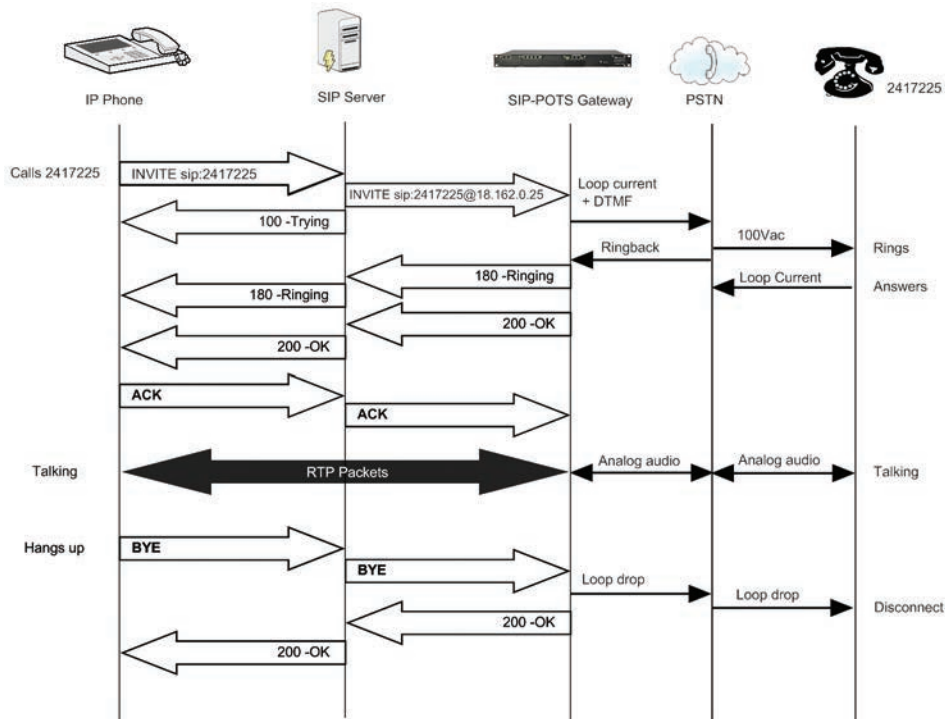 IP Phone
SIP Server
SIP-POTS Gateway
PSTN
2417225
Calls 2417225
INVITE sip:2417225
INVITE sip:2417225@18.162.0.25
Loop current
+ DTMF
100 -Trying
100Vac
Rings
Ringback
180 -Ringing
Loop Current
Answers
180 -Ringing
200 -OK
200 -OK
ACK
ACK
Talking
RTP Packets
Analog audio
Analog audio
Talking
Hangs up
BYE
BYE
Loop drop
Loop drop
Disconnect
200 -OK
200 -OK